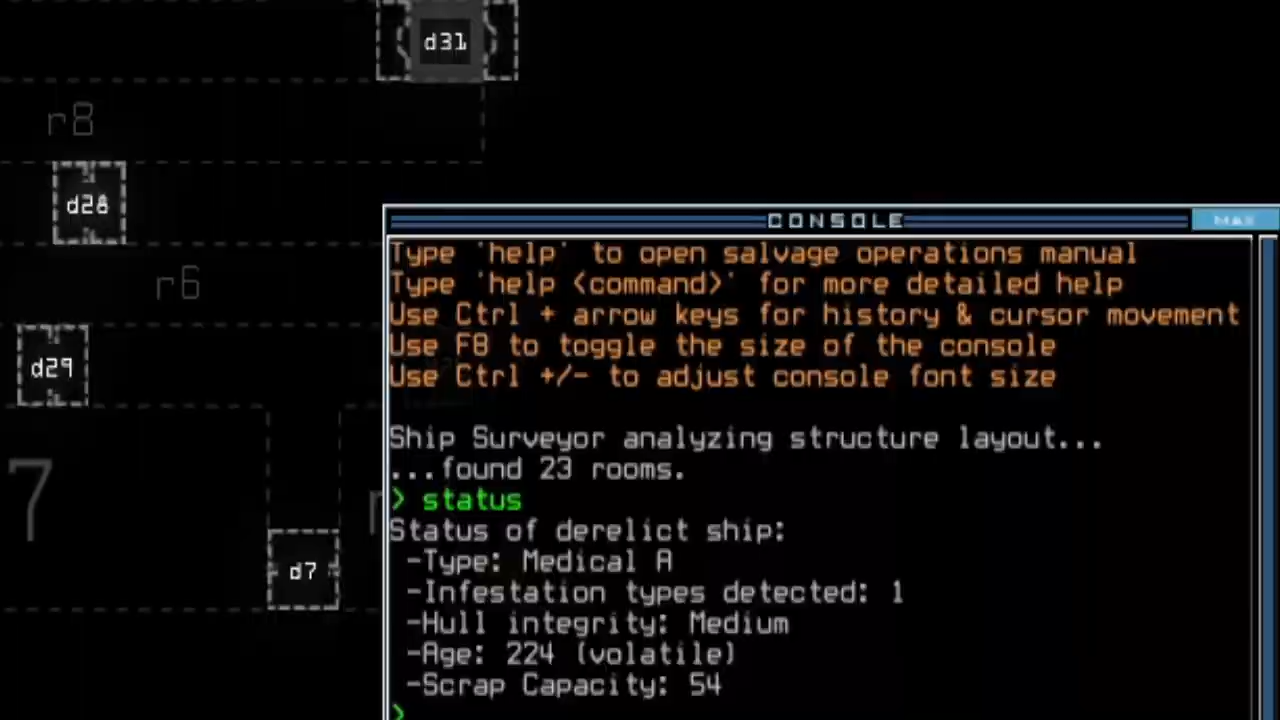 d31
r8
d28
r6
d29
7
d7
CONSOLE
MAX
Type 'help' to open salvage operations manual
Type 'help <command>' for more detailed help
Use Ctrl + arrow keys for history & cursor movement
Use F8 to toggle the size of the console
Use Ctrl +/- to adjust console font size
Ship Surveyor analyzing structure layout...
...found 23 rooms.
> status
Status of derelict ship:
-Type: Medical A
-Infestation types detected: 1
-Hull integrity: Medium
-Age: 224 (volatile)
-Scrap Capacity: 54
>